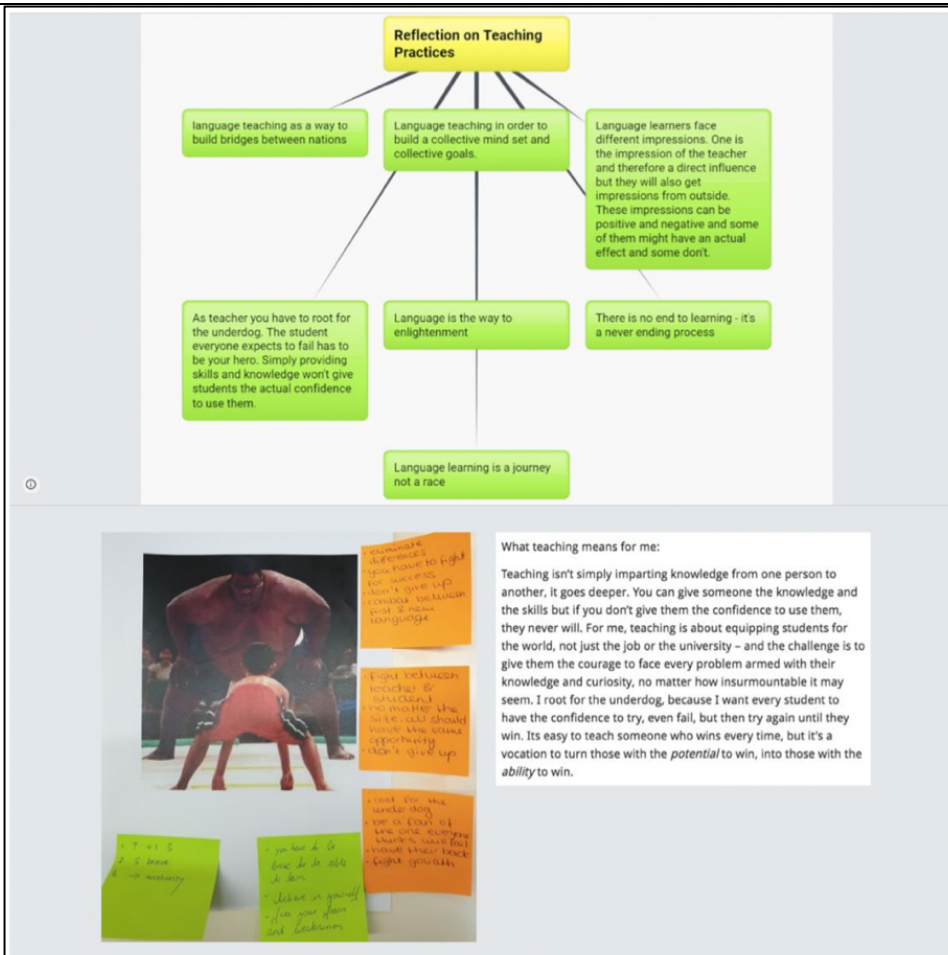 Reflection on Teaching
Practices
language teaching as a way to
build bridges between nations
Language teaching in order to
build a collective mind set and
collective goals.
Language learners face
different impressions. One is
the impression of the teacher
and therefore a direct influence
but they will also get
impressions from outside.
These impressions can be
positive and negative and some
of them might have an actual
effect and some don't.
As teacher you have to root for
the underdog. The student
everyone expects to fail has to
be your hero. Simply providing
skills and knowledge won't give
students the actual confidence
to use them.
Language is the way to
enlightenment
There is no end to learning - it's
a never ending process
Language learning is a journey
not a race
• eliminate
differences
• you have to fight
for success
• don't give up
• combat between
first & new
language
• fight between
teacher &
student
• no matter the
size, all should
have the same
opportunity
• don't give up
• root for the
underdog
• be a fan of
the one everyone
thinks will fail
• have their back
• fight goliath
S brave
→ authority
• you have to be
to be able
to
• believe in yourself
your
and weaknesses
What teaching means for me:
Teaching isn't simply imparting knowledge from one person to
another, it goes deeper. You can give someone the knowledge and
the skills but if you don't give them the confidence to use them,
they never will. For me, teaching is about equipping students for
the world, not just the job or the university – and the challenge is to
give them the courage to face every problem armed with their
knowledge and curiosity, no matter how insurmountable it may
seem. I root for the underdog, because I want every student to
have the confidence to try, even fail, but then try again until they
win. Its easy to teach someone who wins every time, but it's a
vocation to turn those with the potential to win, into those with the
ability to win.